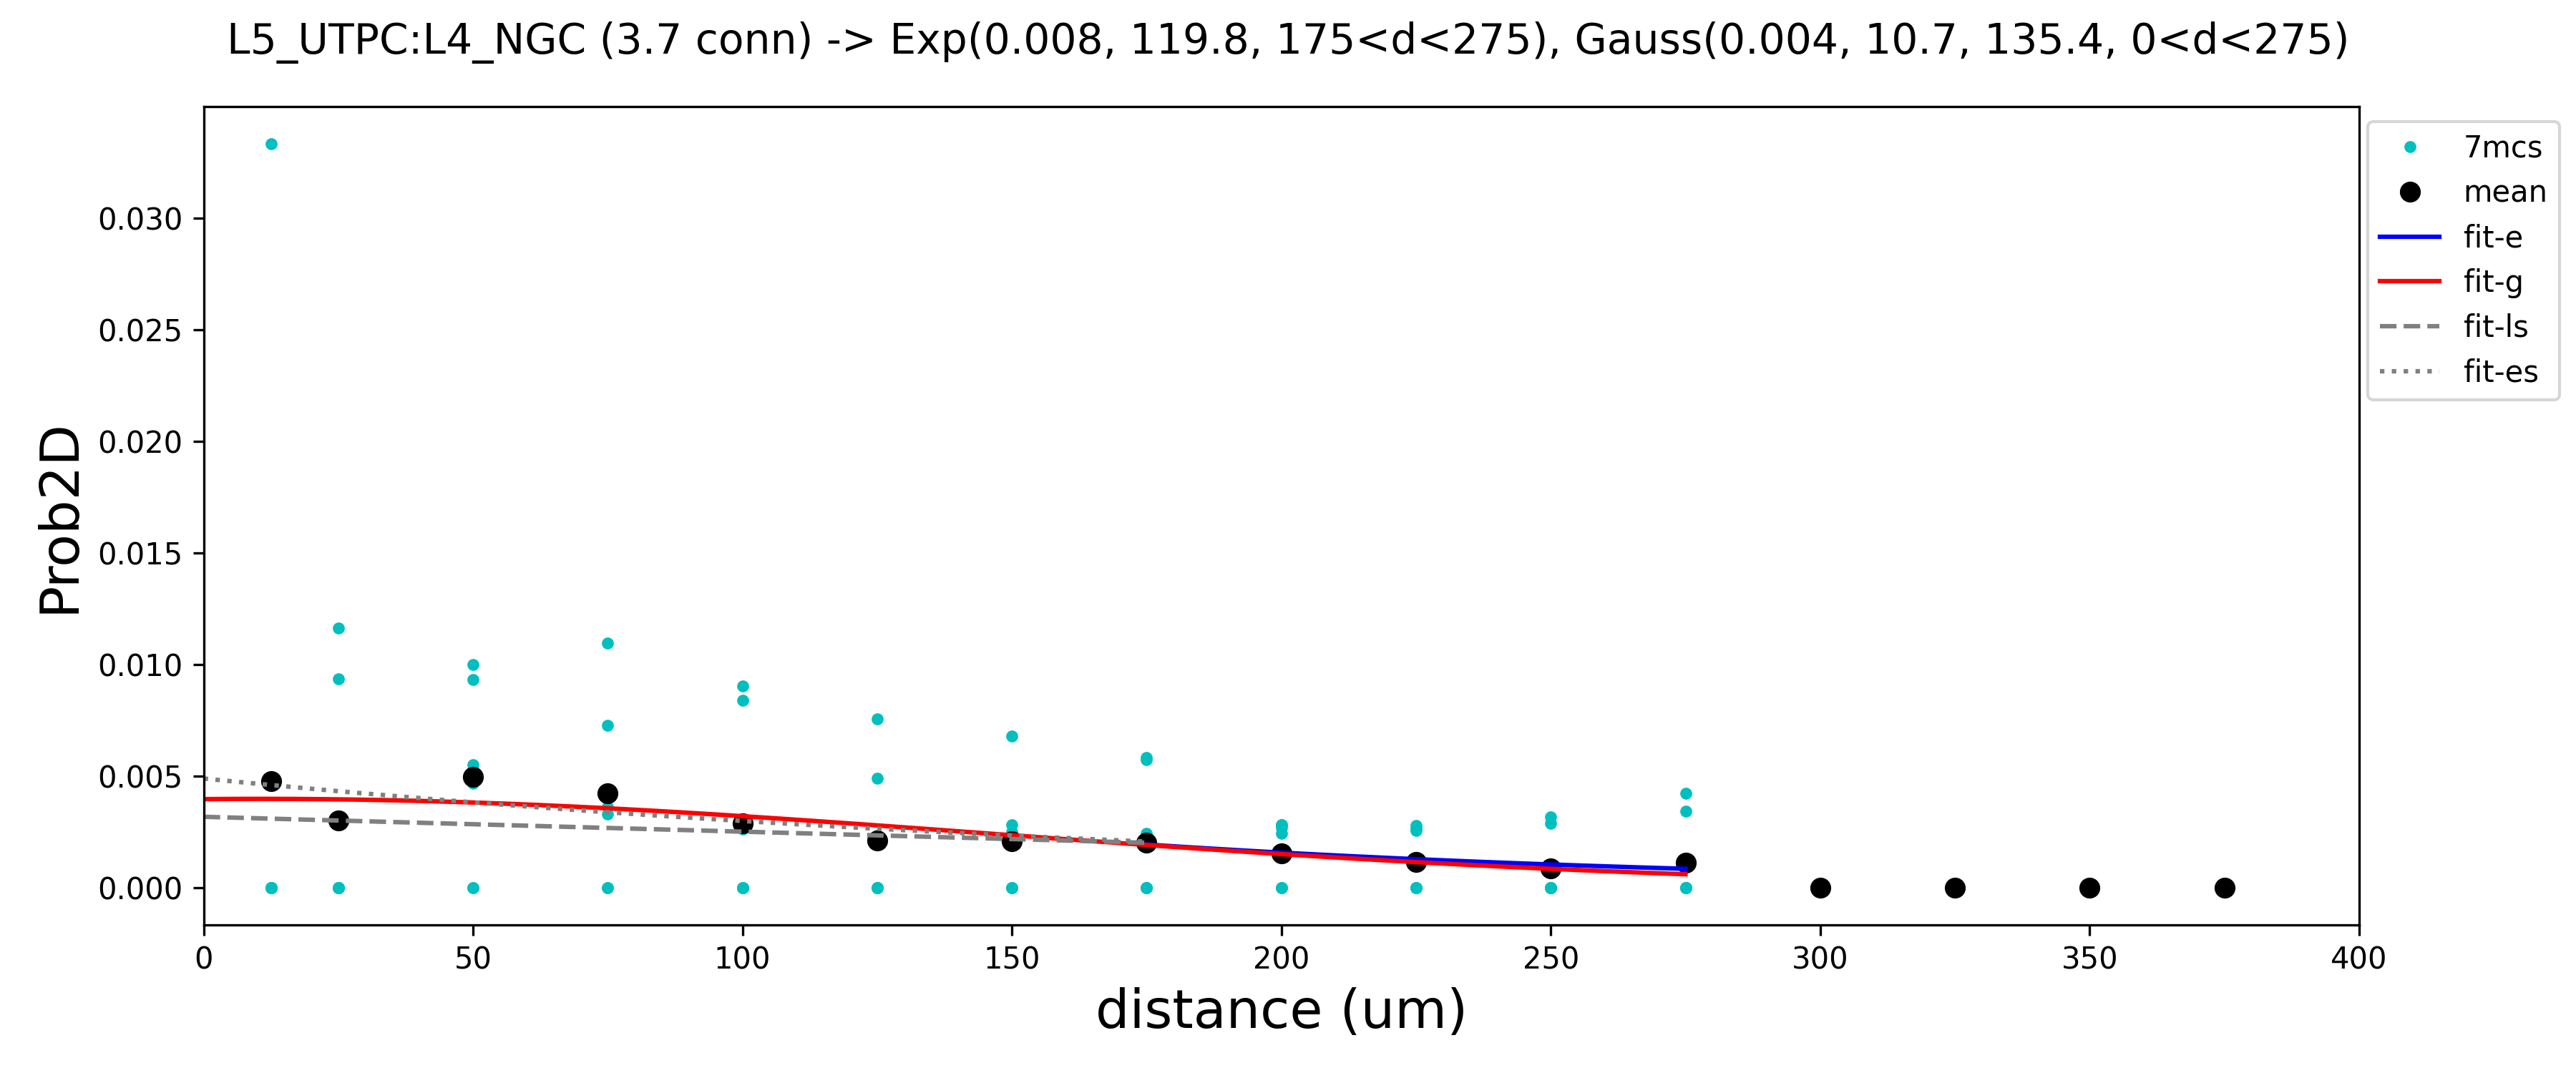 L5_UTPC:L4_NGC (3.7 conn) -> Exp(0.008, 119.8, 175<d<275), Gauss(0.004, 10.7, 135.4, 0<d<275)
7mcs
mean
fit-e
fit-g
fit-ls
fit-es
Prob2D
0.030
0.025
0.020
0.015
0.010
0.005
0.000
0 50 100 150 200 250 300 350 400
distance (um)